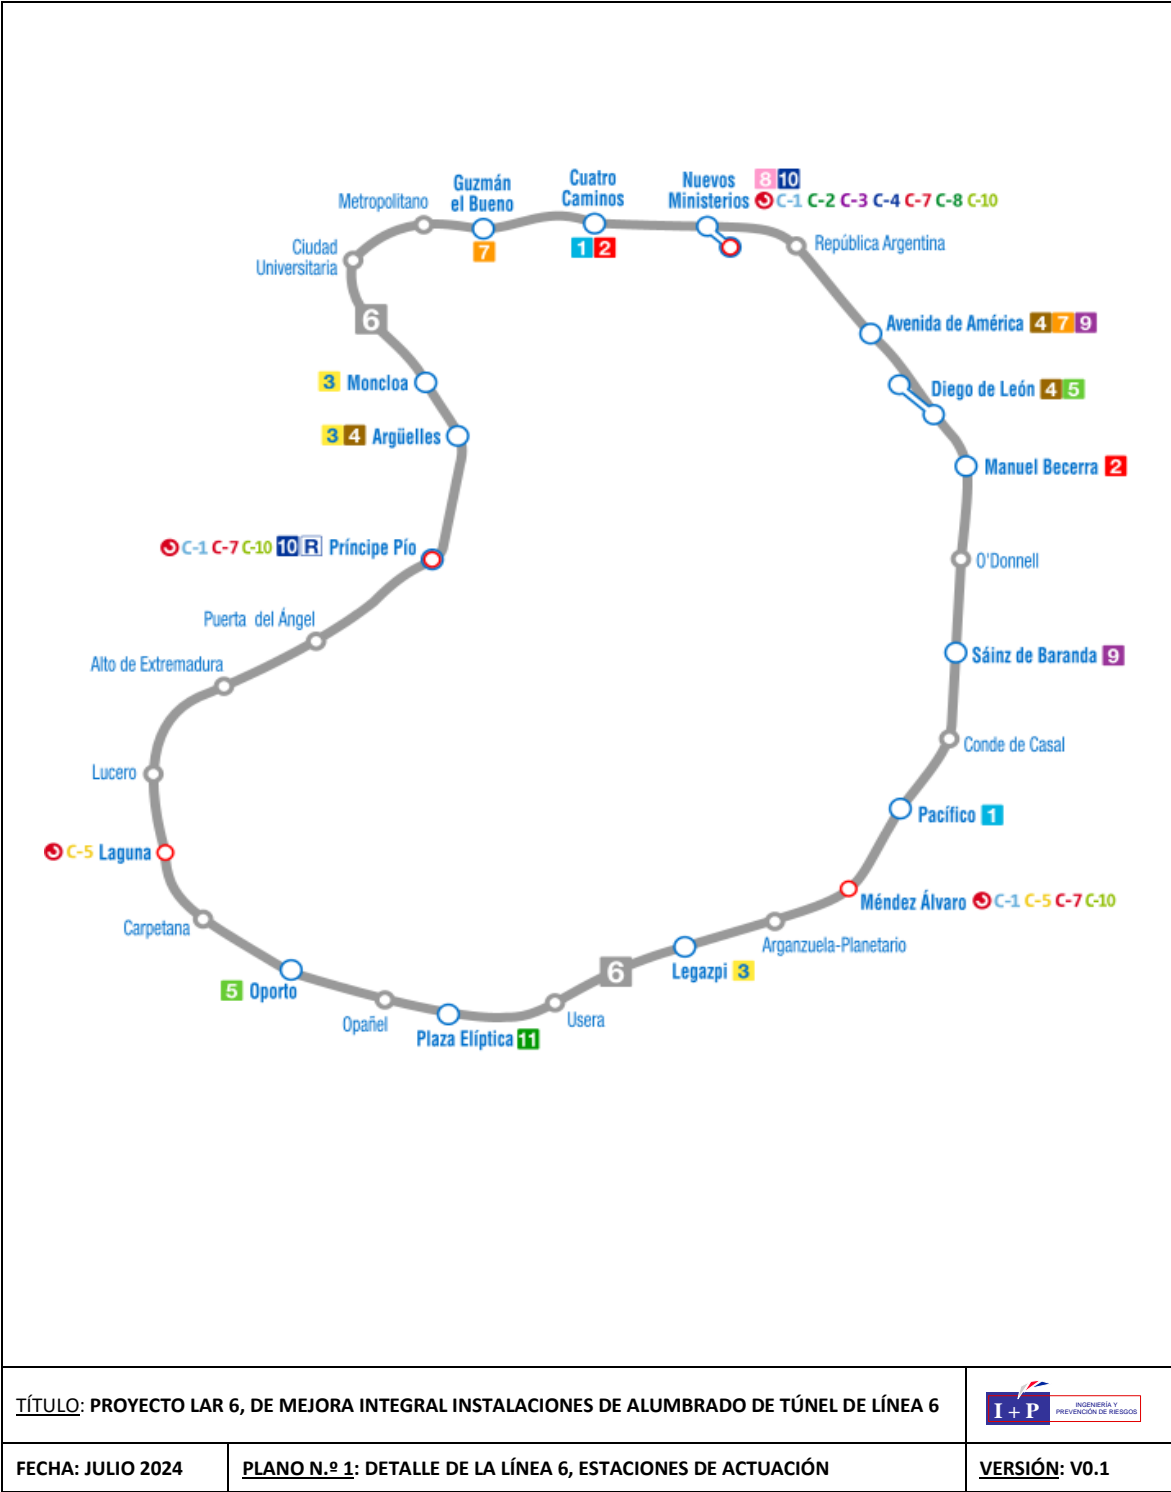 Metropolitano
Guzmán
el Bueno
7
Cuatro
Caminos
1 2
Nuevos
Ministerios
8 10
C-1 C-2 C-3 C-4 C-7 C-8 C-10
Ciudad
Universitaria
República Argentina
6
Avenida de América 4 7 9
3 Moncloa
Diego de León 4 5
3 4 Argüelles
Manuel Becerra 2
C-1 C-7 C-10 10 R Príncipe Pío
O'Donnell
Puerta del Ángel
Alto de Extremadura
Sáinz de Baranda 9
Conde de Casal
Lucero
Pacífico 1
C-5 Laguna
Méndez Álvaro C-1 C-5 C-7 C-10
Carpetana
Arganzuela-Planetario
6
Legazpi 3
5 Oporto
Opañel
Usera
Plaza Elíptica 11
TÍTULO: PROYECTO LAR 6, DE MEJORA INTEGRAL INSTALACIONES DE ALUMBRADO DE TÚNEL DE LÍNEA 6
I + P
INGENIERÍA Y
PREVENCIÓN DE RIESGOS
FECHA: JULIO 2024
PLANO N.º 1: DETALLE DE LA LÍNEA 6, ESTACIONES DE ACTUACIÓN
VERSIÓN: V0.1